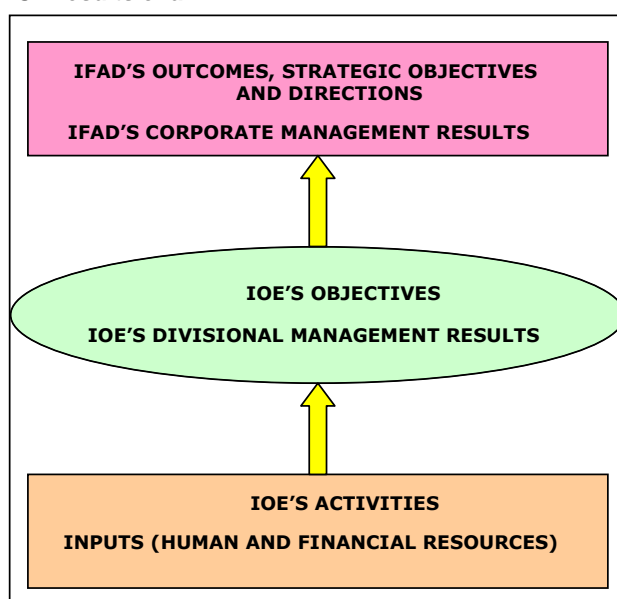 IFAD'S OUTCOMES, STRATEGIC OBJECTIVES
AND DIRECTIONS
IFAD'S CORPORATE MANAGEMENT RESULTS
IOE'S OBJECTIVES
IOE'S DIVISIONAL MANAGEMENT RESULTS
IOE'S ACTIVITIES
INPUTS (HUMAN AND FINANCIAL RESOURCES)